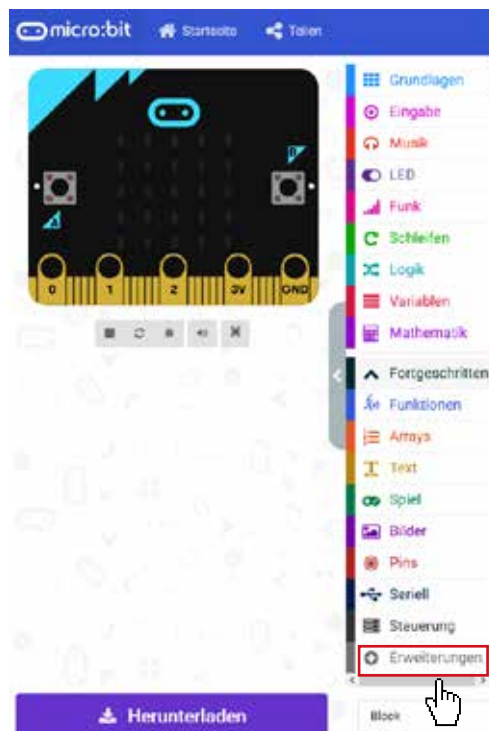 micro:bit Startseite Teilen
Grundlagen
Eingabe
Musik
LED
Funk
Schleifen
Logik
Variablen
Mathematik
Fortgeschritten
Funktionen
Arrays
Text
Spiel
Bilder
Pins
Seriell
Steuerung
Erweiterungen
B
A
0 1 2 3V GND
Herunterladen
Block